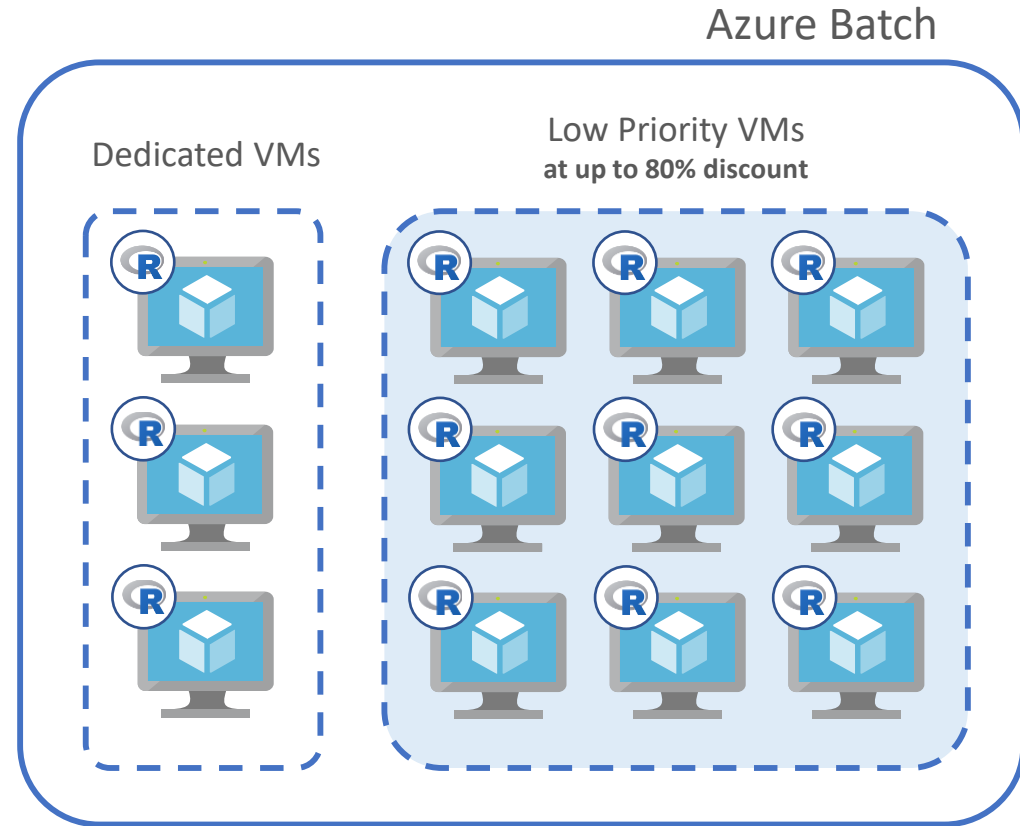 Azure Batch
Dedicated VMs
Low Priority VMs
at up to 80% discount
R
R
R
R
R
R
R
R
R
R
R
R